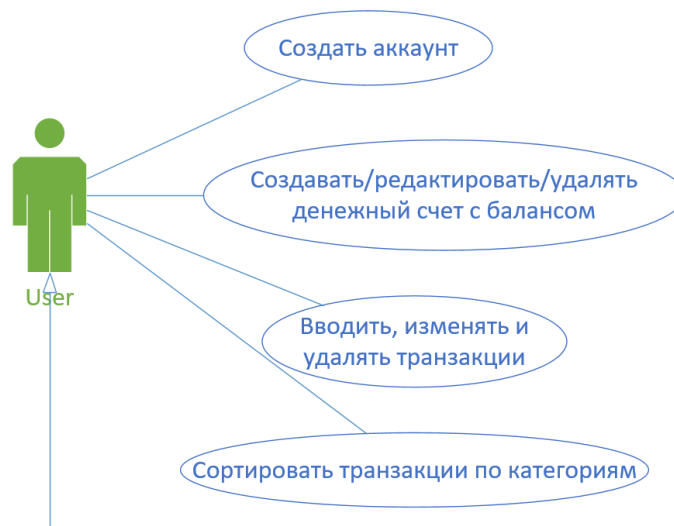 Создать аккаунт
Создавать/редактировать/удалять
денежный счет с балансом
User
Вводить, изменять и
удалять транзакции
Сортировать транзакции по категориям